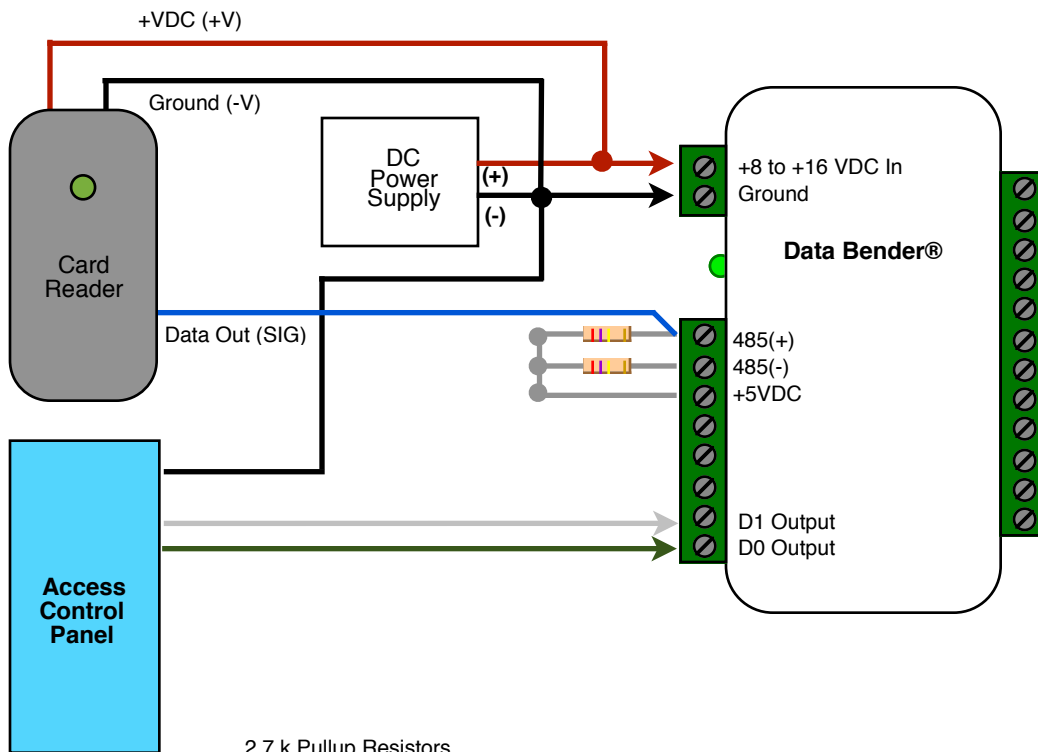 +VDC (+V)
Ground (-V)
DC
Power
Supply
(+)
(-)
+8 to +16 VDC In
Ground
Data Bender®
Card
Reader
Data Out (SIG)
485(+)
485(-)
+5VDC
D1 Output
D0 Output
Access
Control
Panel
2.7 k Pullup Resistors